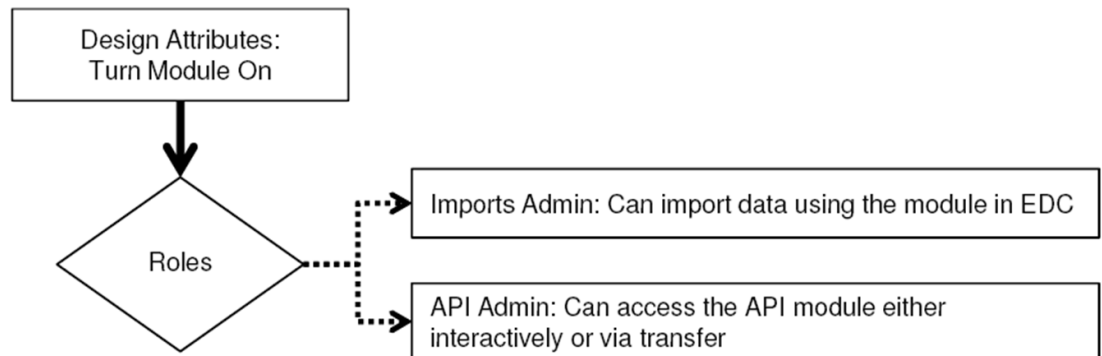 Design Attributes:
Turn Module On
Roles
Imports Admin: Can import data using the module in EDC
API Admin: Can access the API module either
interactively or via transfer